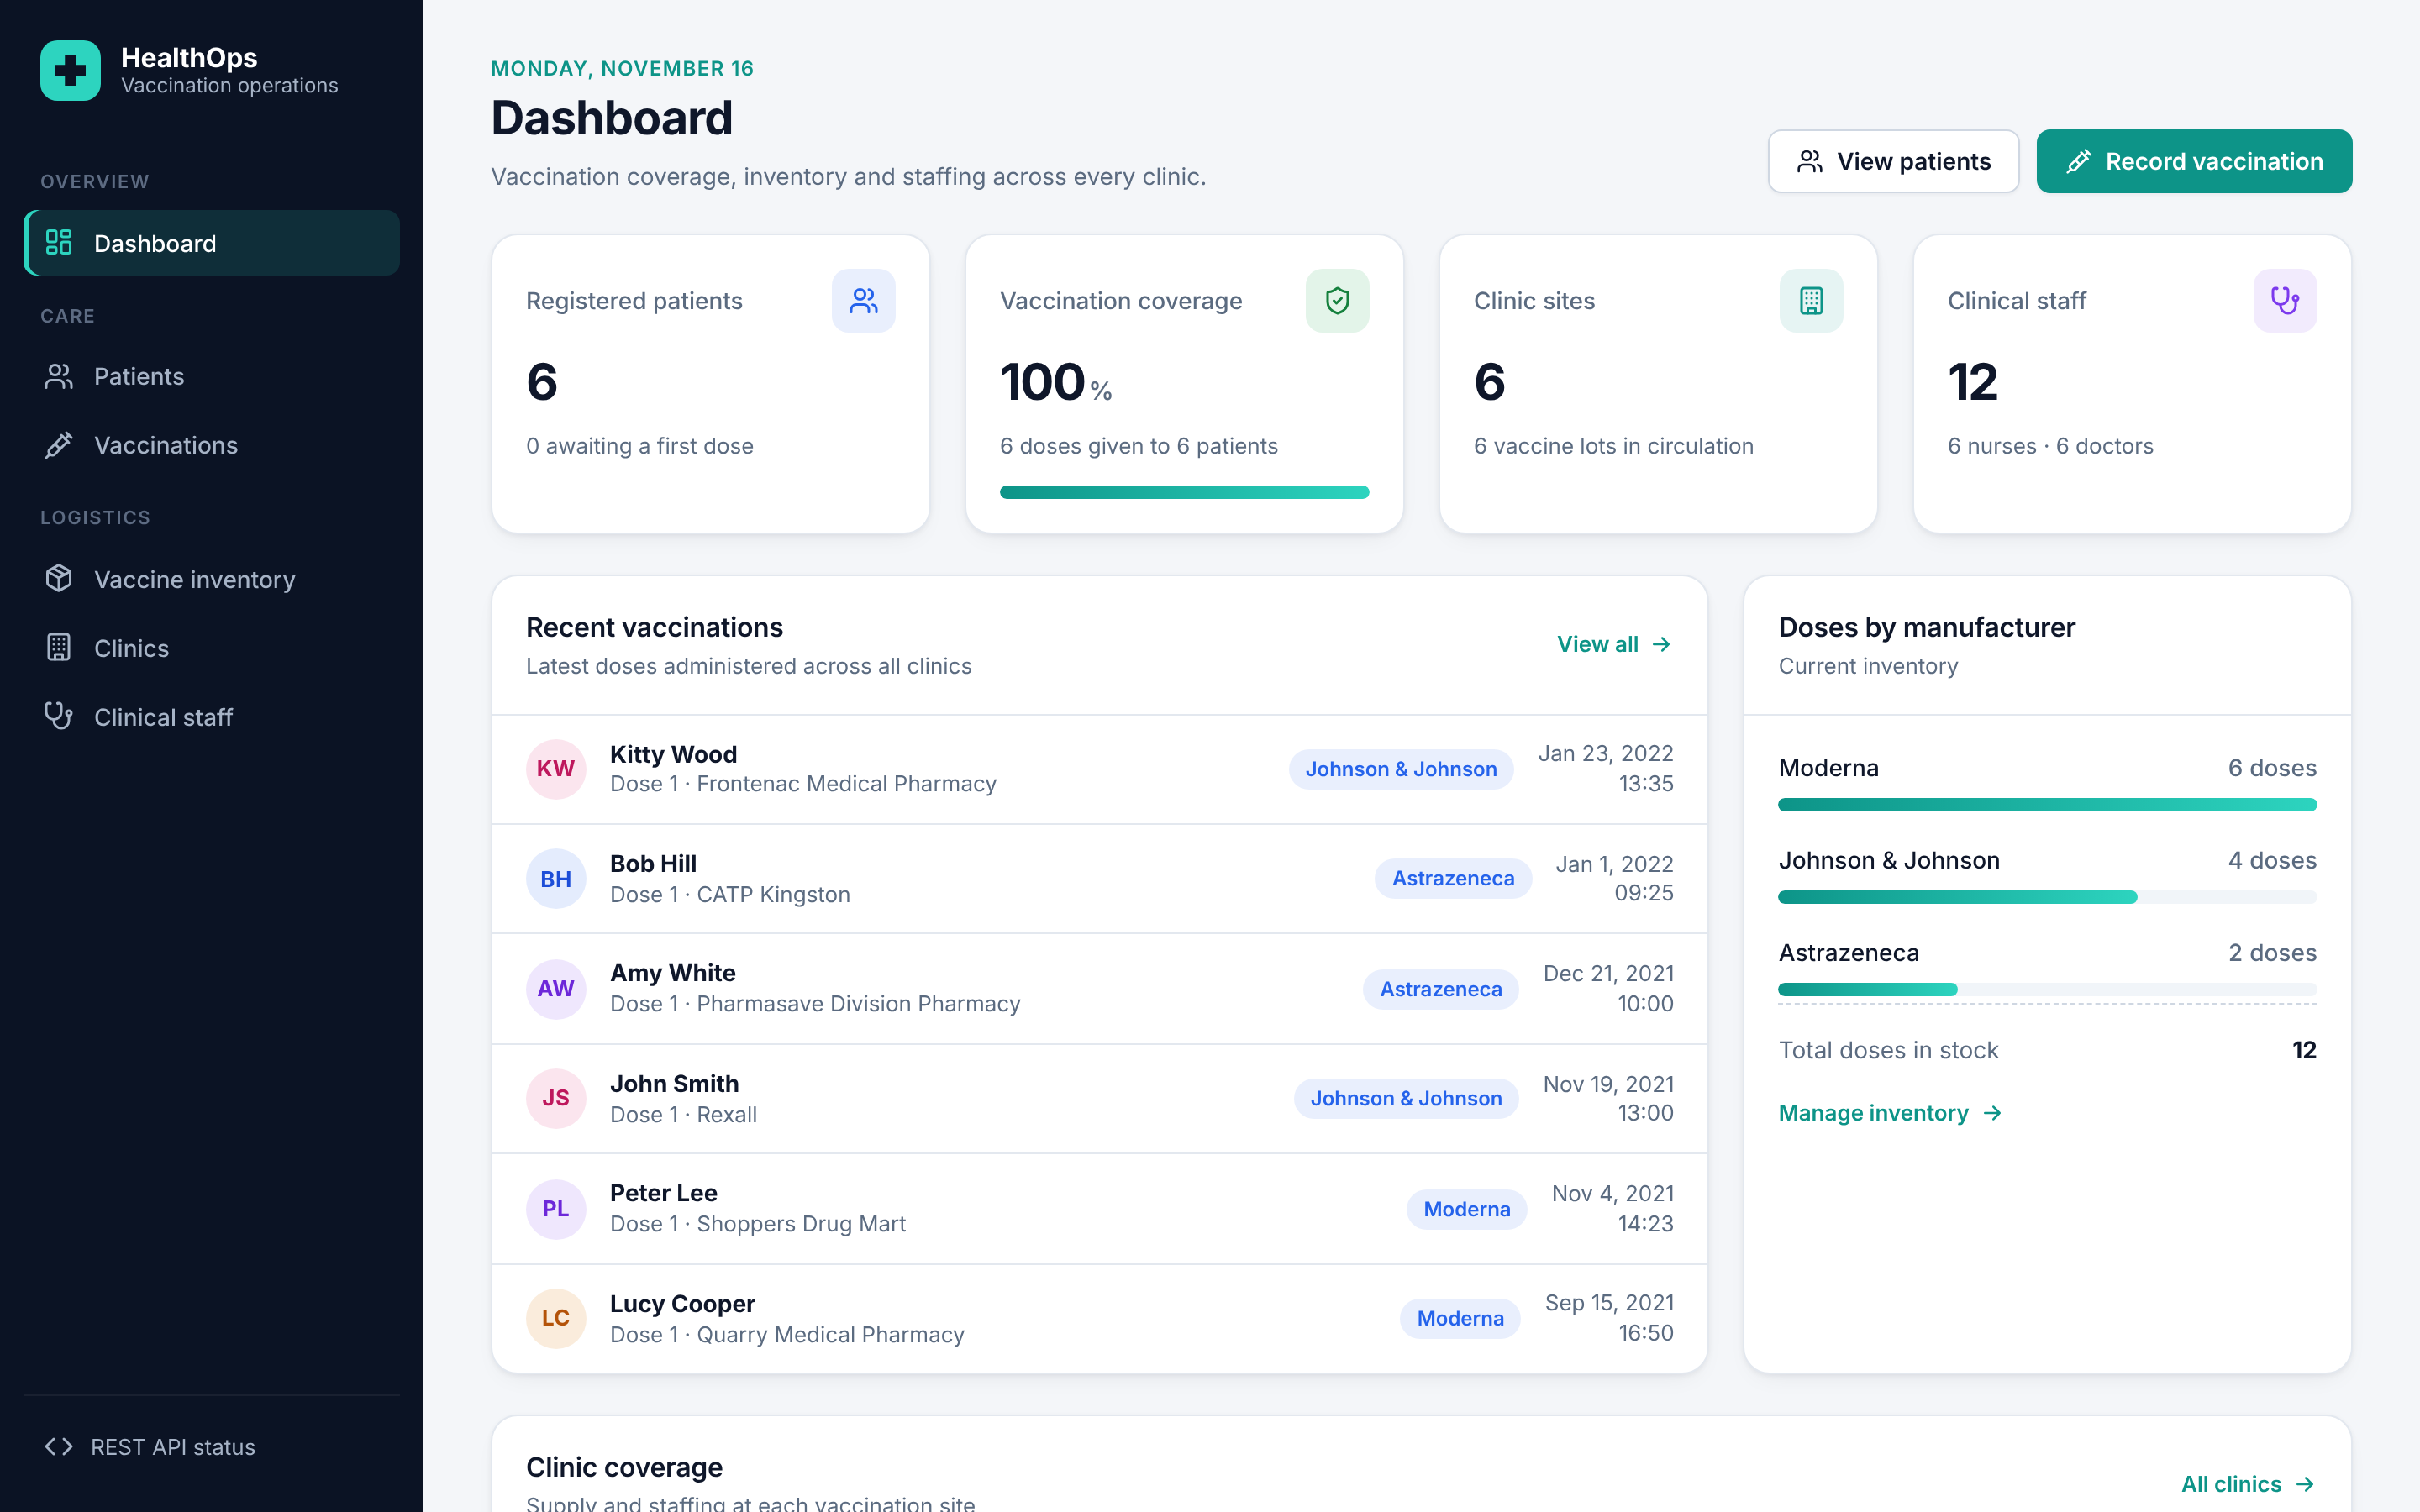 HealthOps
Vaccination operations
OVERVIEW
Dashboard
CARE
Patients
Vaccinations
LOGISTICS
Vaccine inventory
Clinics
Clinical staff
REST API status
MONDAY, NOVEMBER 16
Dashboard
Vaccination coverage, inventory and staffing across every clinic.
View patients
Record vaccination
Registered patients
6
0 awaiting a first dose
Vaccination coverage
100%
6 doses given to 6 patients
Clinic sites
6
6 vaccine lots in circulation
Clinical staff
12
6 nurses · 6 doctors
Recent vaccinations
Latest doses administered across all clinics
View all →
KW
Kitty Wood
Dose 1 · Frontenac Medical Pharmacy
Johnson & Johnson
Jan 23, 2022
13:35
BH
Bob Hill
Dose 1 · CATP Kingston
Astrazeneca
Jan 1, 2022
09:25
AW
Amy White
Dose 1 · Pharmasave Division Pharmacy
Astrazeneca
Dec 21, 2021
10:00
JS
John Smith
Dose 1 · Rexall
Johnson & Johnson
Nov 19, 2021
13:00
PL
Peter Lee
Dose 1 · Shoppers Drug Mart
Moderna
Nov 4, 2021
14:23
LC
Lucy Cooper
Dose 1 · Quarry Medical Pharmacy
Moderna
Sep 15, 2021
16:50
Doses by manufacturer
Current inventory
Moderna 6 doses
Johnson & Johnson 4 doses
Astrazeneca 2 doses
Total doses in stock 12
Manage inventory →
Clinic coverage
Supply and staffing at each vaccination site
All clinics →